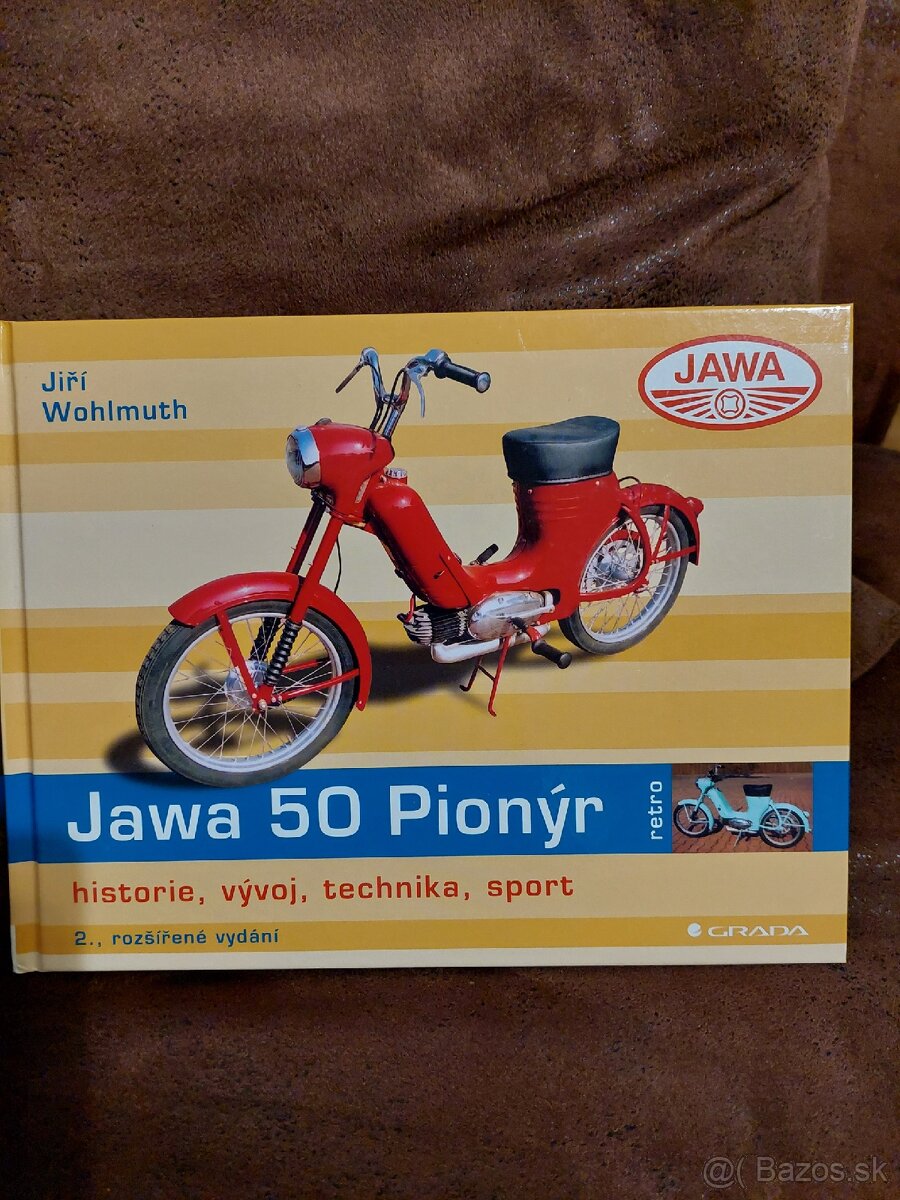 Jiří
Wohlmuth
JAWA
Jawa 50 Pionýr
retro
historie, vývoj, technika, sport
2., rozšířené vydání
GRADA
@( Bazos.sk